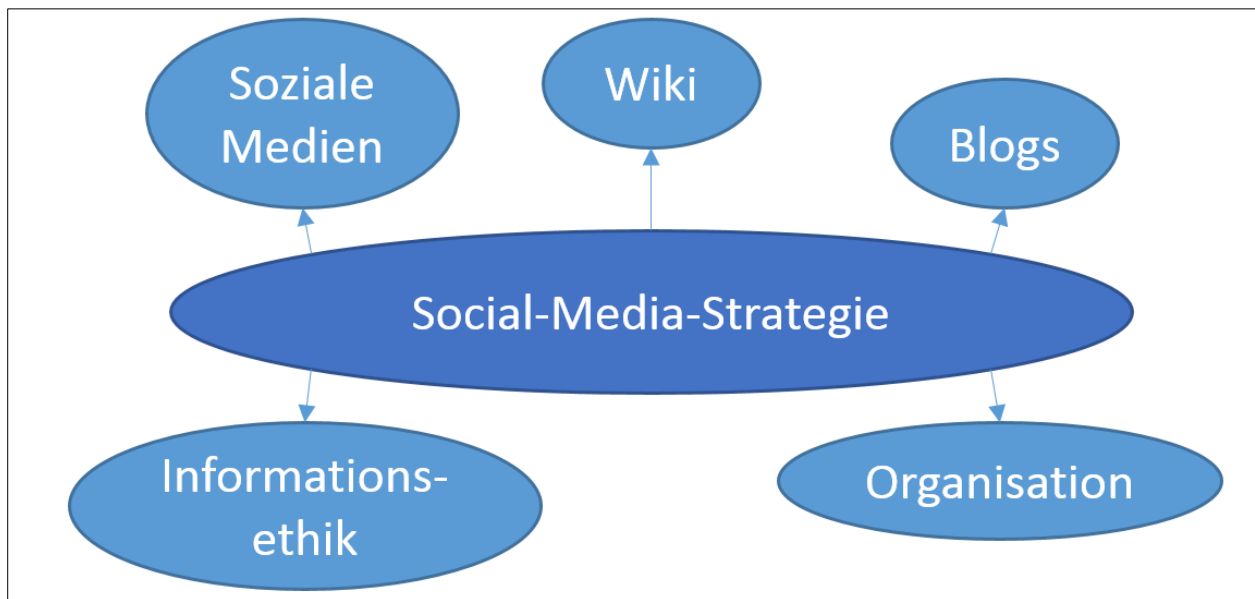 Soziale
Medien
Wiki
Blogs
Social-Media-Strategie
Informations-
ethik
Organisation